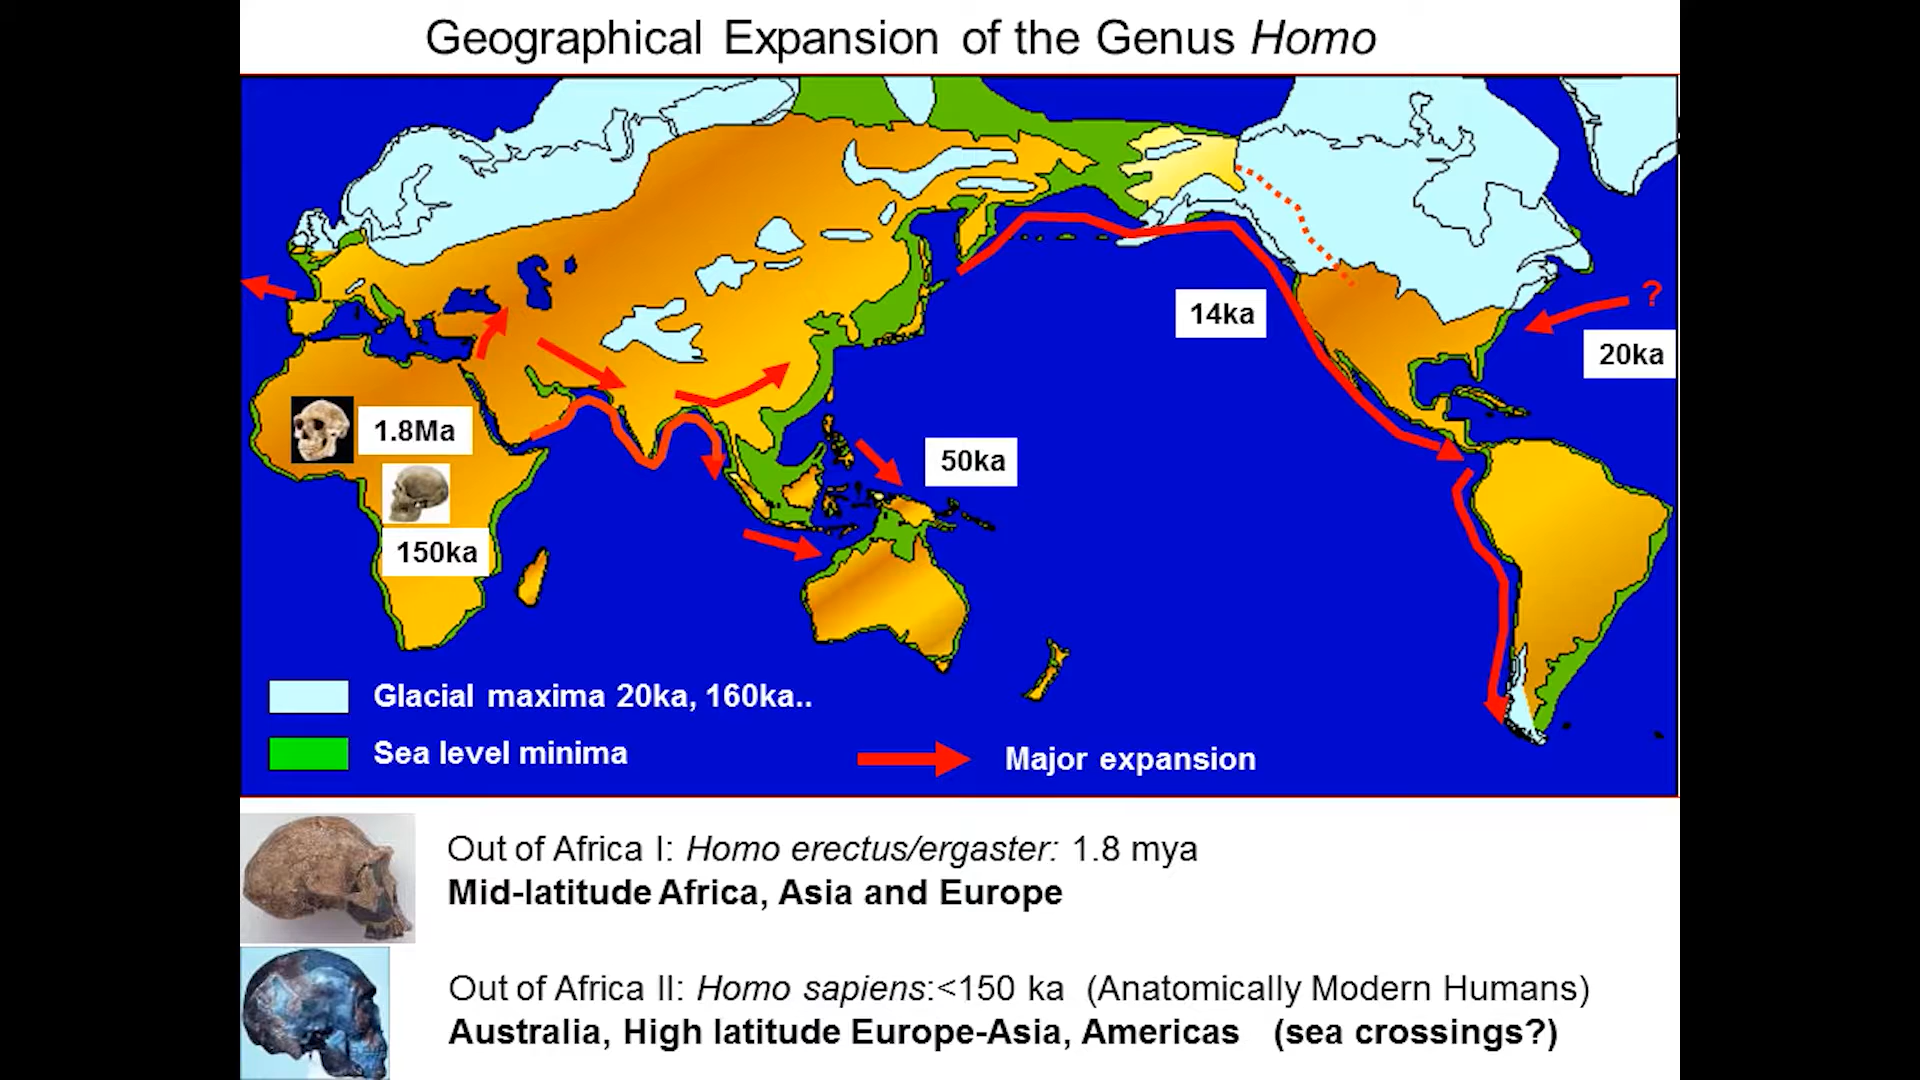 Geographical Expansion of the Genus Homo
14ka
?
20ka
1.8Ma
50ka
150ka
Glacial maxima 20ka, 160ka..
Sea level minima
Major expansion
Out of Africa I: Homo erectus/ergaster: 1.8 mya
Mid-latitude Africa, Asia and Europe
Out of Africa II: Homo sapiens:<150 ka (Anatomically Modern Humans)
Australia, High latitude Europe-Asia, Americas (sea crossings?)